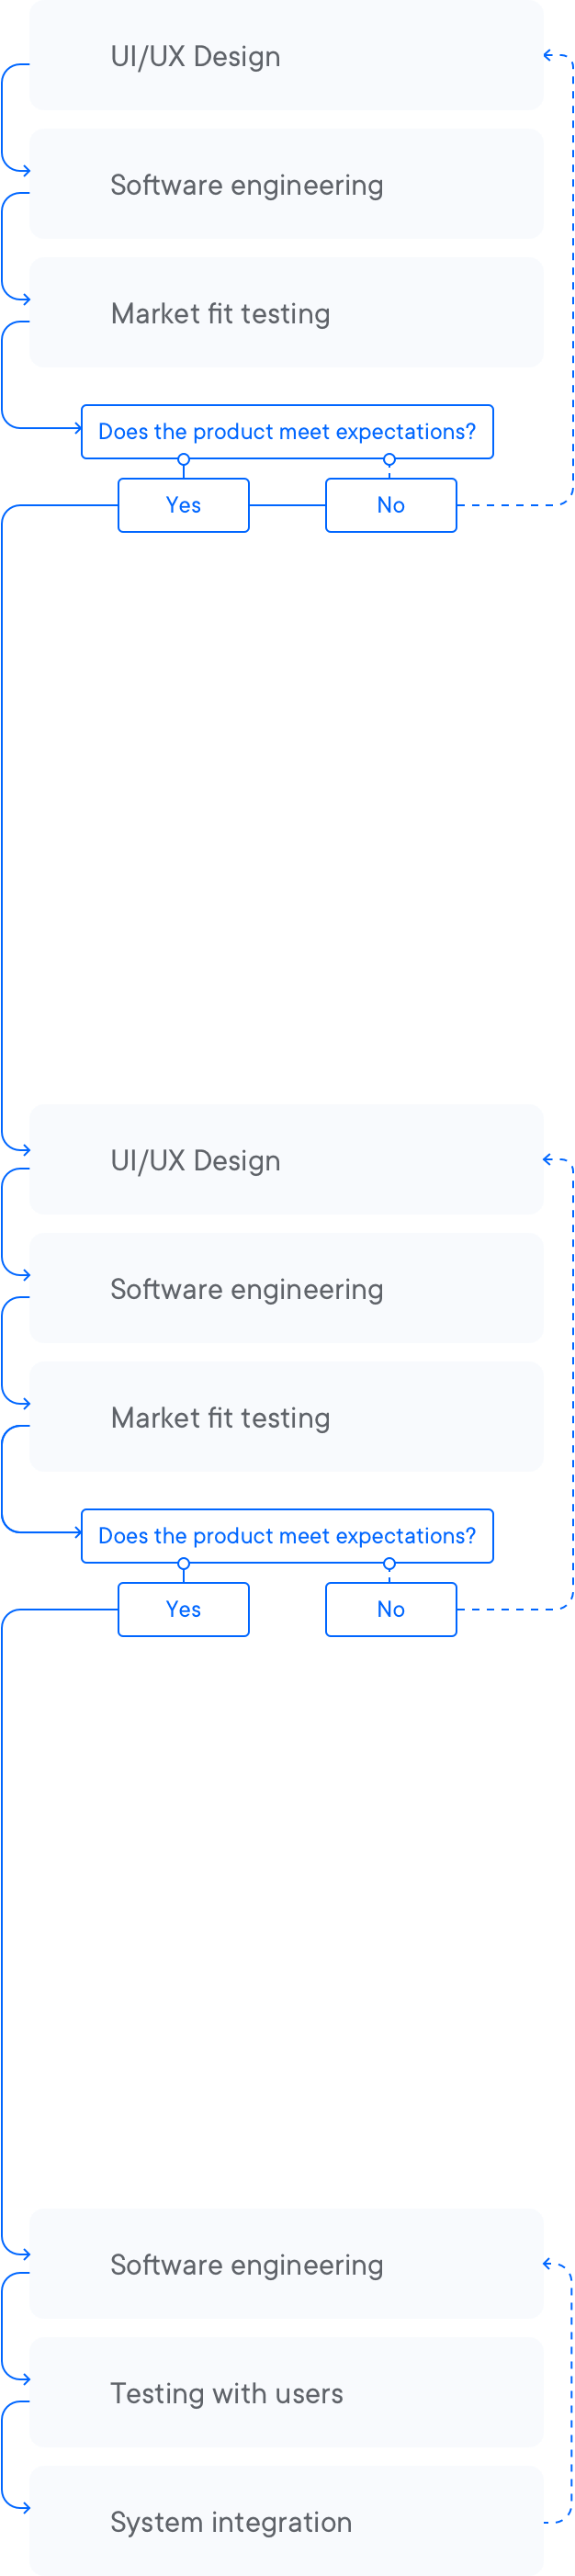 UI/UX Design
Software engineering
Market fit testing
Does the product meet expectations?
Yes
No
UI/UX Design
Software engineering
Market fit testing
Does the product meet expectations?
Yes
No
Software engineering
Testing with users
System integration